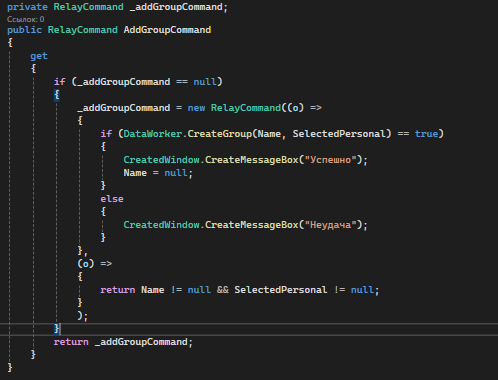 private RelayCommand _addGroupCommand;
Ссылок: 0
public RelayCommand AddGroupCommand
{
    get
    {
        if (_addGroupCommand == null)
        {
            _addGroupCommand = new RelayCommand((o) =>
            {
                if (DataWorker.CreateGroup(Name, SelectedPersonal) == true)
                {
                    CreatedWindow.CreateMessageBox("Успешно");
                    Name = null;
                }
                else
                {
                    CreatedWindow.CreateMessageBox("Неудача");
                }
            },
            (o) =>
            {
                return Name != null && SelectedPersonal != null;
            }
            );
        }
        return _addGroupCommand;
    }
}